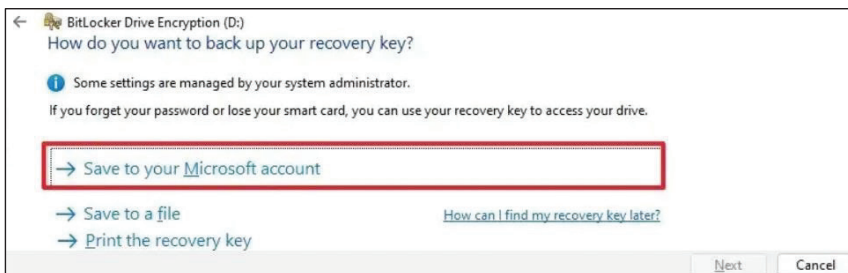 BitLocker Drive Encryption (D:)
How do you want to back up your recovery key?
Some settings are managed by your system administrator.
If you forget your password or lose your smart card, you can use your recovery key to access your drive.
→ Save to your Microsoft account
→ Save to a file
How can I find my recovery key later?
→ Print the recovery key
Next Cancel